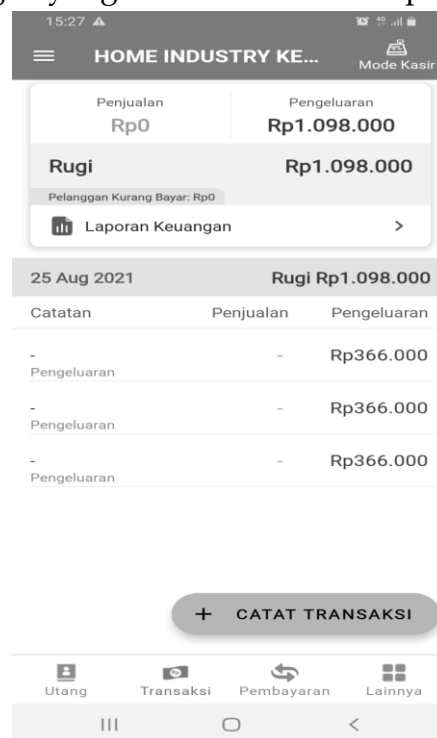 15:27
HOME INDUSTRY KE...
Mode Kasir
Penjualan Pengeluaran
Rp0 Rp1.098.000
Rugi Rp1.098.000
Pelanggan Kurang Bayar: Rp0
Laporan Keuangan >
25 Aug 2021 Rugi Rp1.098.000
Catatan Penjualan Pengeluaran
- - Rp366.000
Pengeluaran
- - Rp366.000
Pengeluaran
- - Rp366.000
Pengeluaran
+ CATAT TRANSAKSI
Utang Transaksi Pembayaran Lainnya